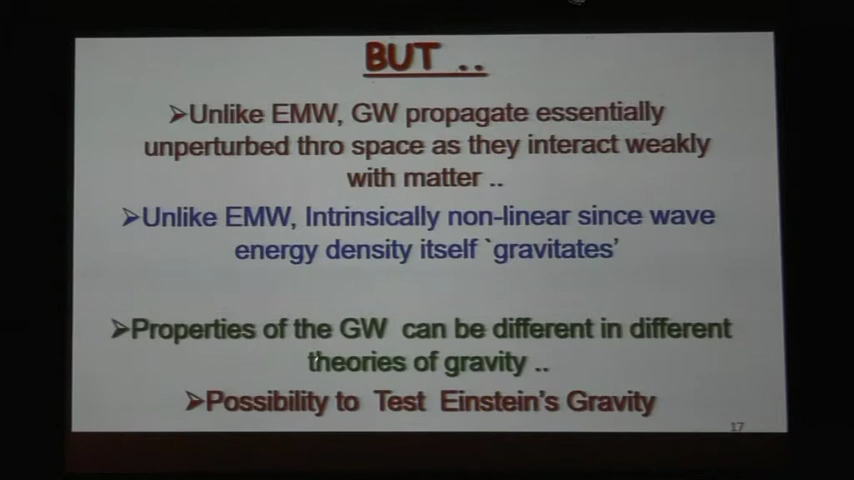 BUT ..
➢Unlike EMW, GW propagate essentially
unperturbed thro space as they interact weakly
with matter ..
➢Unlike EMW, Intrinsically non-linear since wave
energy density itself `gravitates’
➢Properties of the GW can be different in different
theories of gravity ..
➢Possibility to Test Einstein’s Gravity
17